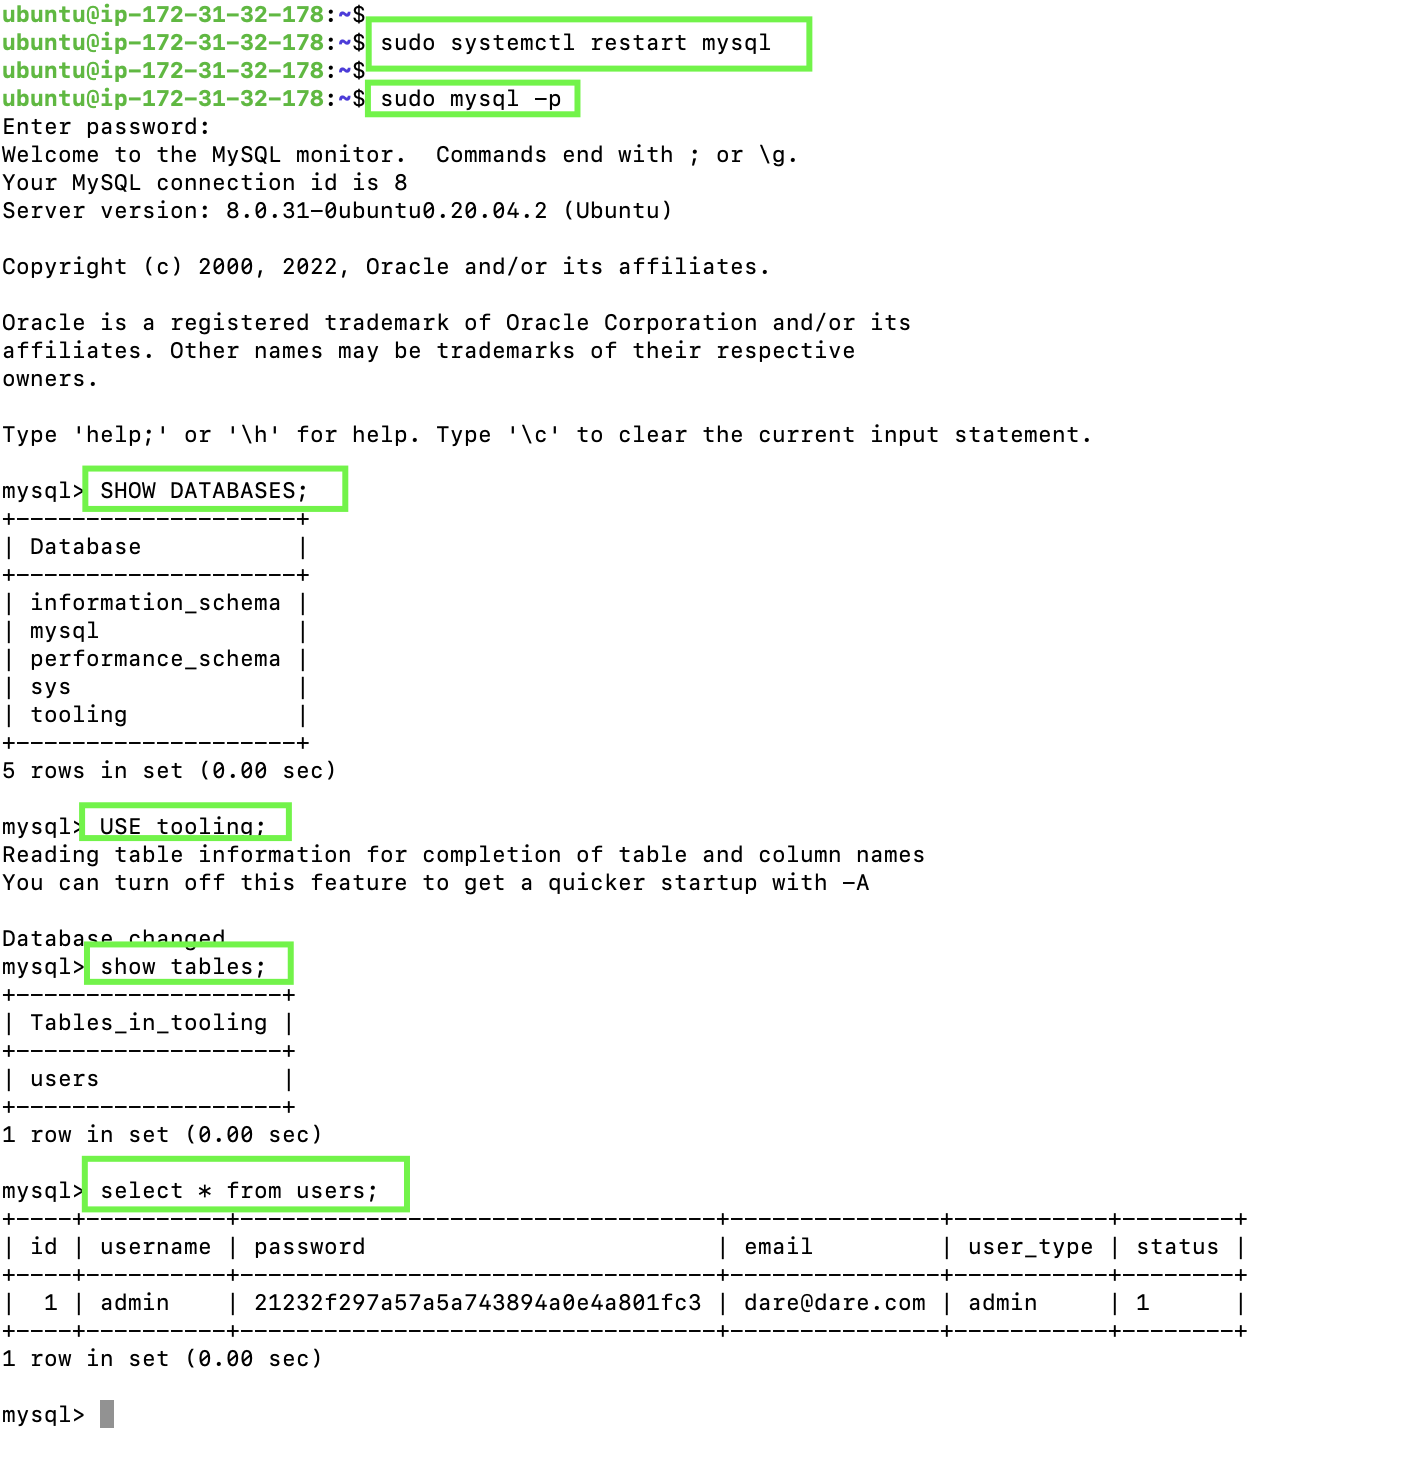 ubuntu@ip-172-31-32-178:~$
ubuntu@ip-172-31-32-178:~$ sudo systemctl restart mysql
ubuntu@ip-172-31-32-178:~$
ubuntu@ip-172-31-32-178:~$ sudo mysql -p
Enter password:
Welcome to the MySQL monitor.  Commands end with ; or \g.
Your MySQL connection id is 8
Server version: 8.0.31-0ubuntu0.20.04.2 (Ubuntu)

Copyright (c) 2000, 2022, Oracle and/or its affiliates.

Oracle is a registered trademark of Oracle Corporation and/or its
affiliates. Other names may be trademarks of their respective
owners.

Type 'help;' or '\h' for help. Type '\c' to clear the current input statement.

mysql> SHOW DATABASES;
+--------------------+
| Database           |
+--------------------+
| information_schema |
| mysql              |
| performance_schema |
| sys                |
| tooling            |
+--------------------+
5 rows in set (0.00 sec)

mysql> USE tooling;
Reading table information for completion of table and column names
You can turn off this feature to get a quicker startup with -A

Database changed
mysql> show tables;
+-------------------+
| Tables_in_tooling |
+-------------------+
| users             |
+-------------------+
1 row in set (0.00 sec)

mysql> select * from users;
+----+----------+----------------------------------+---------------+-----------+--------+
| id | username | password                         | email         | user_type | status |
+----+----------+----------------------------------+---------------+-----------+--------+
|  1 | admin    | 21232f297a57a5a743894a0e4a801fc3 | dare@dare.com | admin     | 1      |
+----+----------+----------------------------------+---------------+-----------+--------+
1 row in set (0.00 sec)

mysql>